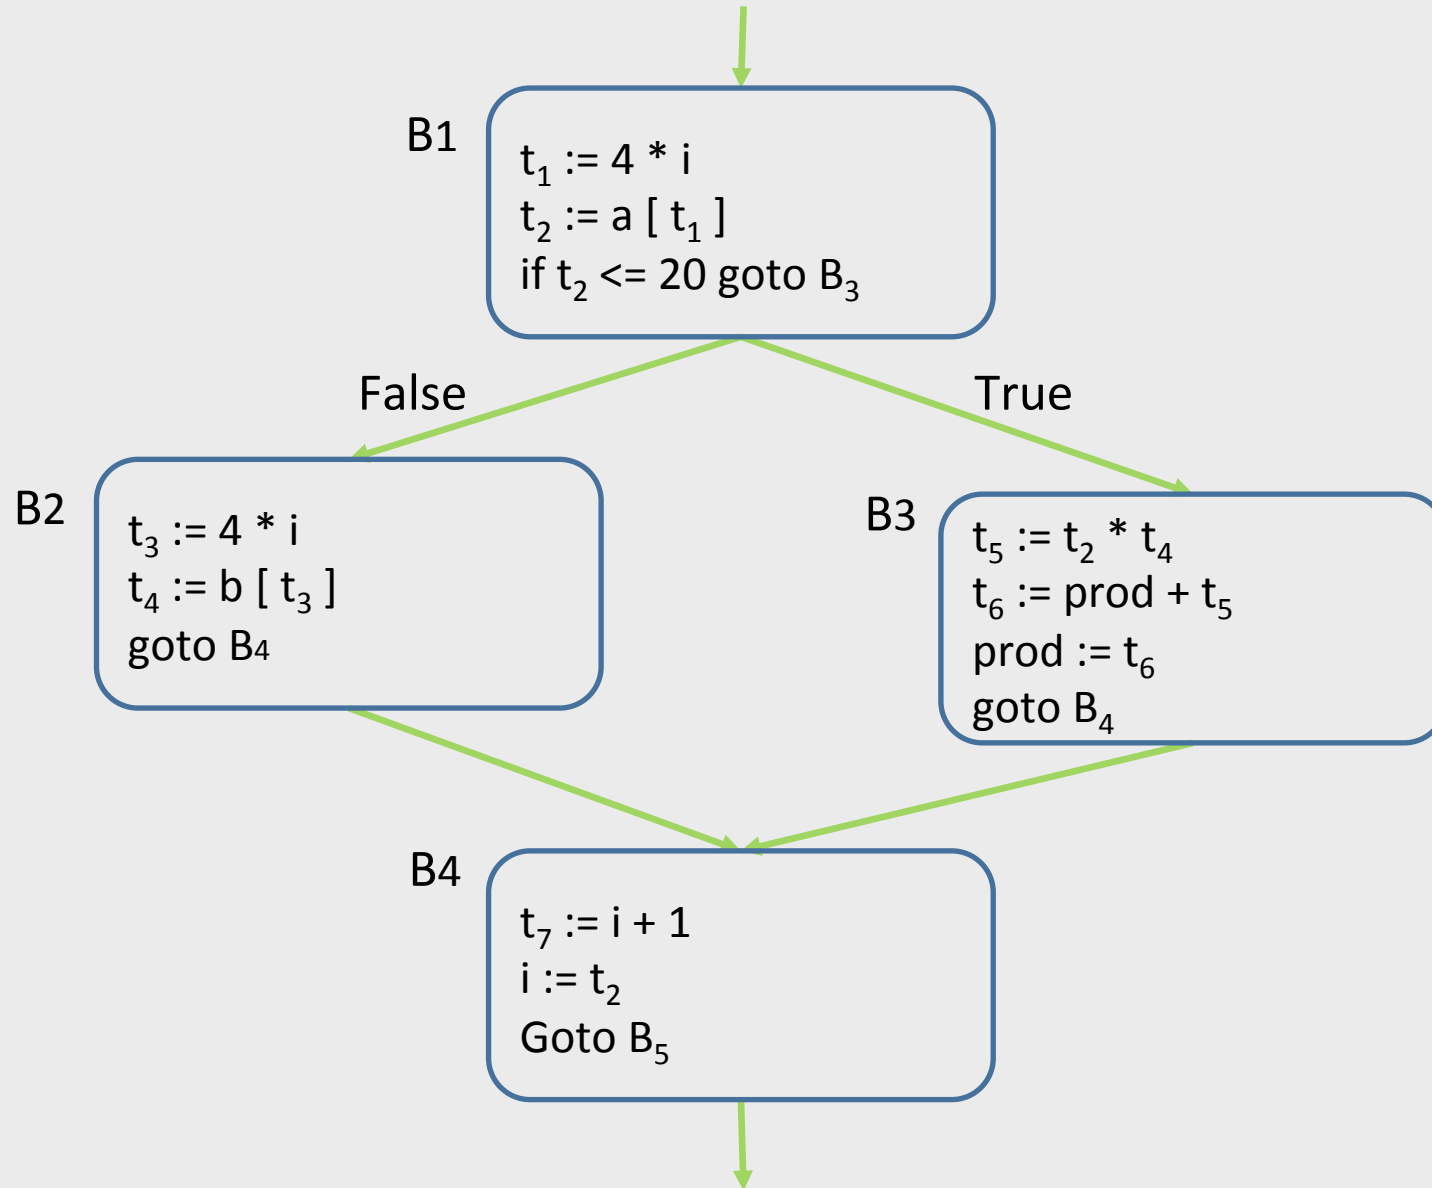 B1
t₁ := 4 * i
t₂ := a [ t₁ ]
if t₂ <= 20 goto B₃
False
True
B2
t₃ := 4 * i
t₄ := b [ t₃ ]
goto B4
B3
t₅ := t₂ * t₄
t₆ := prod + t₅
prod := t₆
goto B₄
B4
t₇ := i + 1
i := t₂
Goto B₅